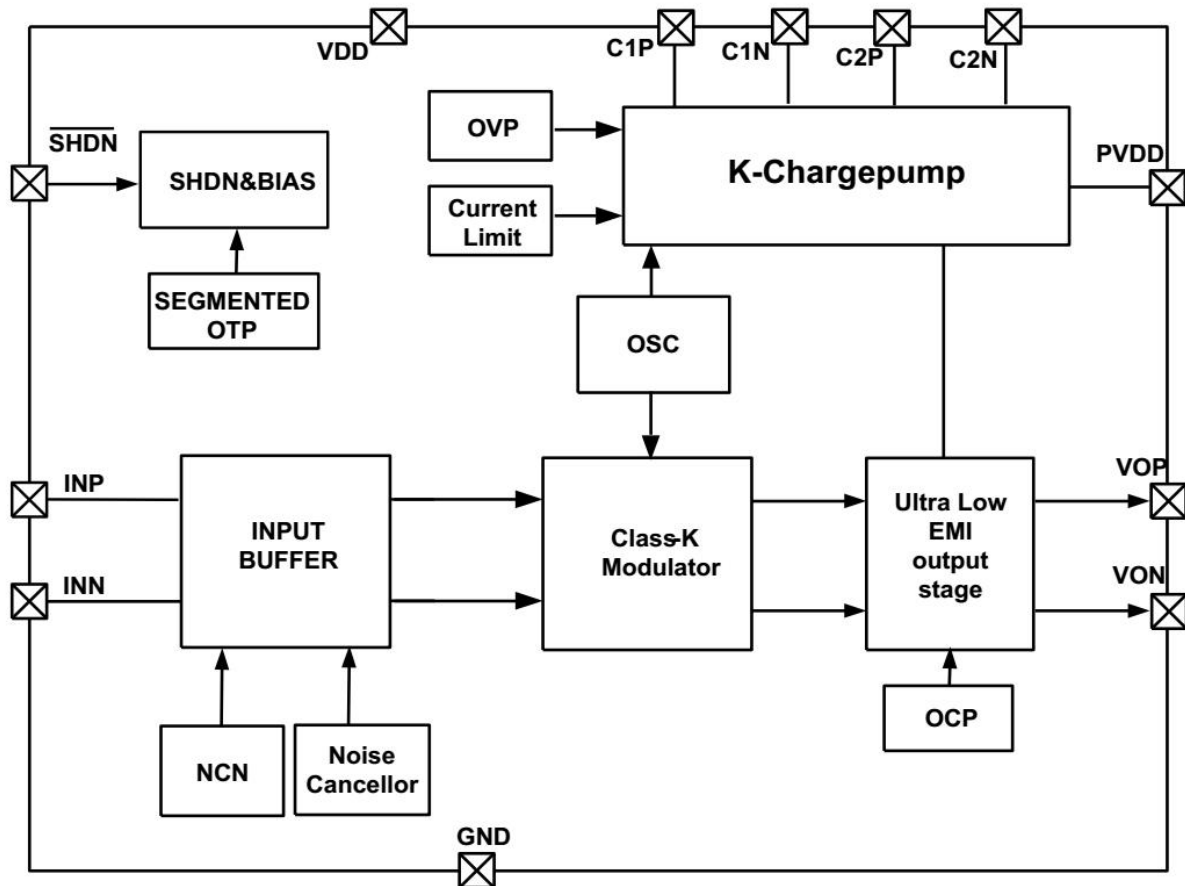 VDD
C1P
C1N
C2P
C2N
SHDN
SHDN&BIAS
OVP
K-Chargepump
PVDD
Current
Limit
SEGMENTED
OTP
OSC
INP
INN
INPUT
BUFFER
Class-K
Modulator
Ultra Low
EMI
output
stage
VOP
VON
NCN
Noise
Cancellor
OCP
GND